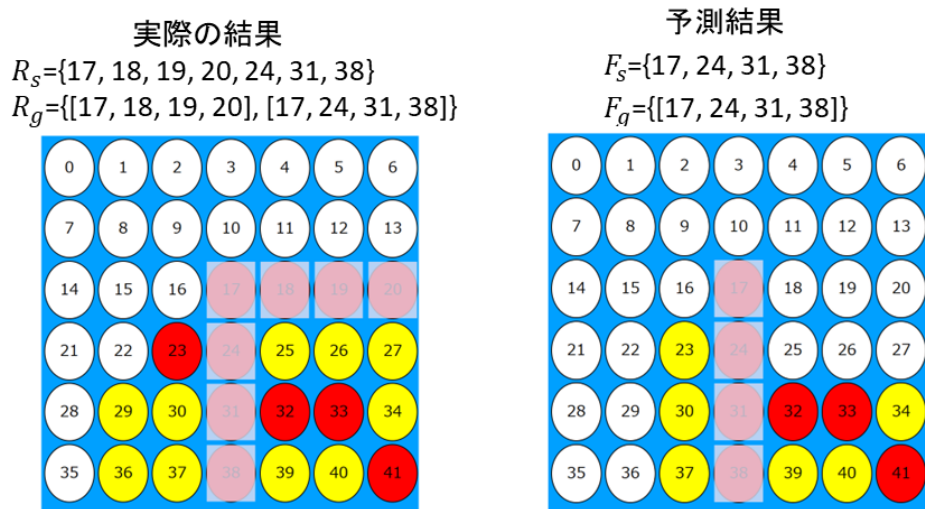 実際の結果
R_s={17, 18, 19, 20, 24, 31, 38}
R_g={[17, 18, 19, 20], [17, 24, 31, 38]}
0 1 2 3 4 5 6
7 8 9 10 11 12 13
14 15 16 17 18 19 20
21 22 23 24 25 26 27
28 29 30 31 32 33 34
35 36 37 38 39 40 41
予測結果
F_s={17, 24, 31, 38}
F_g={[17, 24, 31, 38]}
0 1 2 3 4 5 6
7 8 9 10 11 12 13
14 15 16 17 18 19 20
21 22 23 24 25 26 27
28 29 30 31 32 33 34
35 36 37 38 39 40 41